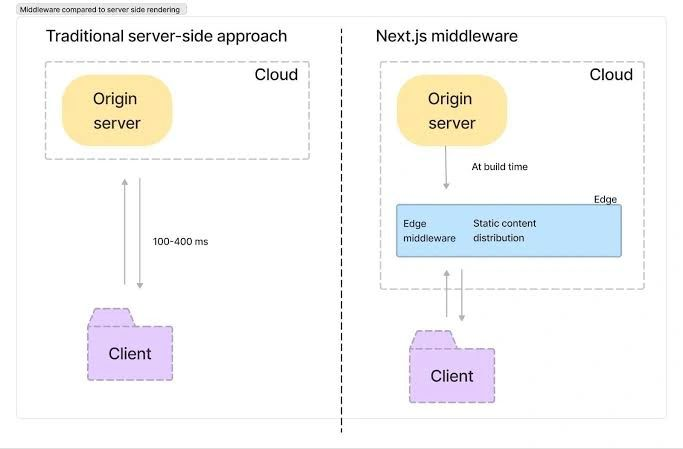 Middleware compared to server side rendering
Traditional server-side approach
Cloud
Origin
server
100-400 ms
Client
Next.js middleware
Cloud
Origin
server
At build time
Edge
Edge
middleware
Static content
distribution
Client